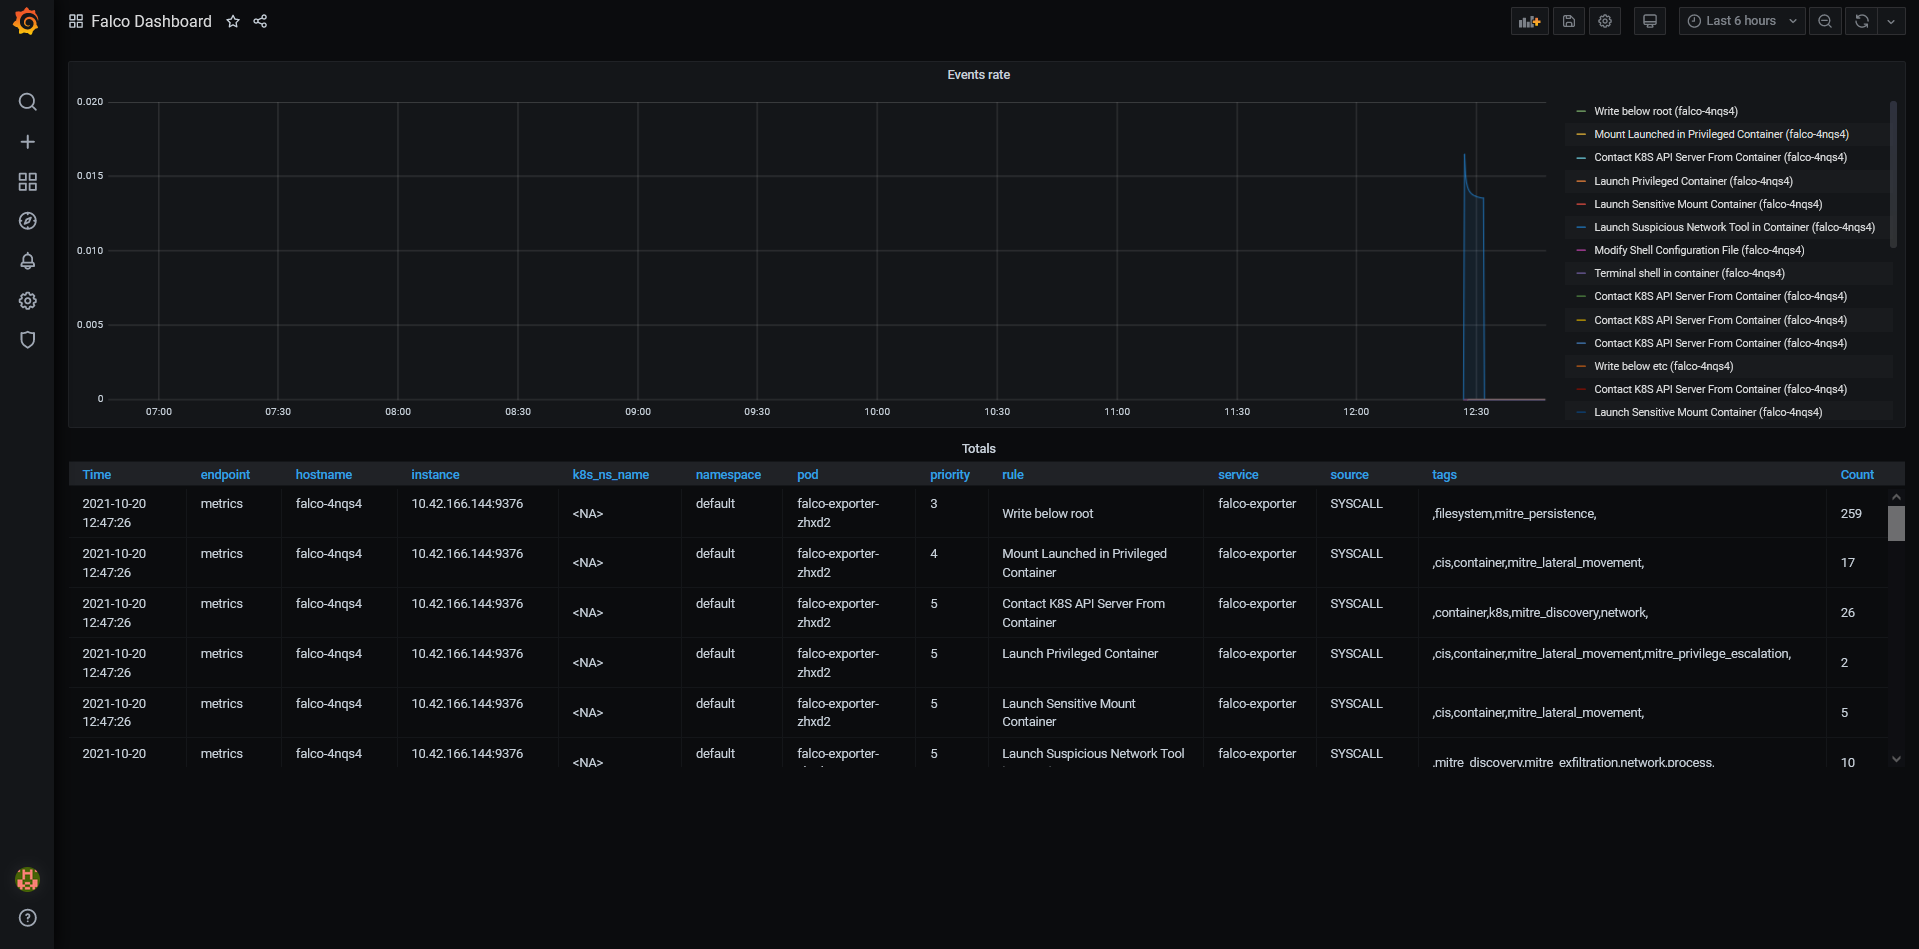 Falco Dashboard
Last 6 hours
Events rate
0.020
0.015
0.010
0.005
0
07:00 07:30 08:00 08:30 09:00 09:30 10:00 10:30 11:00 11:30 12:00 12:30
Write below root (falco-4nqs4)
Mount Launched in Privileged Container (falco-4nqs4)
Contact K8S API Server From Container (falco-4nqs4)
Launch Privileged Container (falco-4nqs4)
Launch Sensitive Mount Container (falco-4nqs4)
Launch Suspicious Network Tool in Container (falco-4nqs4)
Modify Shell Configuration File (falco-4nqs4)
Terminal shell in container (falco-4nqs4)
Contact K8S API Server From Container (falco-4nqs4)
Contact K8S API Server From Container (falco-4nqs4)
Contact K8S API Server From Container (falco-4nqs4)
Write below etc (falco-4nqs4)
Contact K8S API Server From Container (falco-4nqs4)
Launch Sensitive Mount Container (falco-4nqs4)
Totals
Time endpoint hostname instance k8s_ns_name namespace pod priority rule service source tags Count
2021-10-20 metrics falco-4nqs4 10.42.166.144:9376 default falco-exporter- 3 falco-exporter SYSCALL
<NA> Write below root ,filesystem,mitre_persistence, 259
12:47:26 zhxd2
2021-10-20 metrics falco-4nqs4 10.42.166.144:9376 default falco-exporter- 4 Mount Launched in Privileged falco-exporter SYSCALL
<NA> ,cis,container,mitre_lateral_movement, 17
12:47:26 zhxd2 Container
2021-10-20 metrics falco-4nqs4 10.42.166.144:9376 default falco-exporter- 5 Contact K8S API Server From falco-exporter SYSCALL
<NA> ,container,k8s,mitre_discovery,network, 26
12:47:26 zhxd2 Container
2021-10-20 metrics falco-4nqs4 10.42.166.144:9376 default falco-exporter- 5 Launch Privileged Container falco-exporter SYSCALL ,cis,container,mitre_lateral_movement,mitre_privilege_escalation,
<NA> 2
12:47:26 zhxd2
2021-10-20 metrics falco-4nqs4 10.42.166.144:9376 default falco-exporter- 5 Launch Sensitive Mount falco-exporter SYSCALL
<NA> ,cis,container,mitre_lateral_movement, 5
12:47:26 zhxd2 Container
2021-10-20 metrics falco-4nqs4 10.42.166.144:9376 default falco-exporter- 5 Launch Suspicious Network Tool falco-exporter SYSCALL
<NA> ,mitre_discovery,mitre_exfiltration,network,process, 10